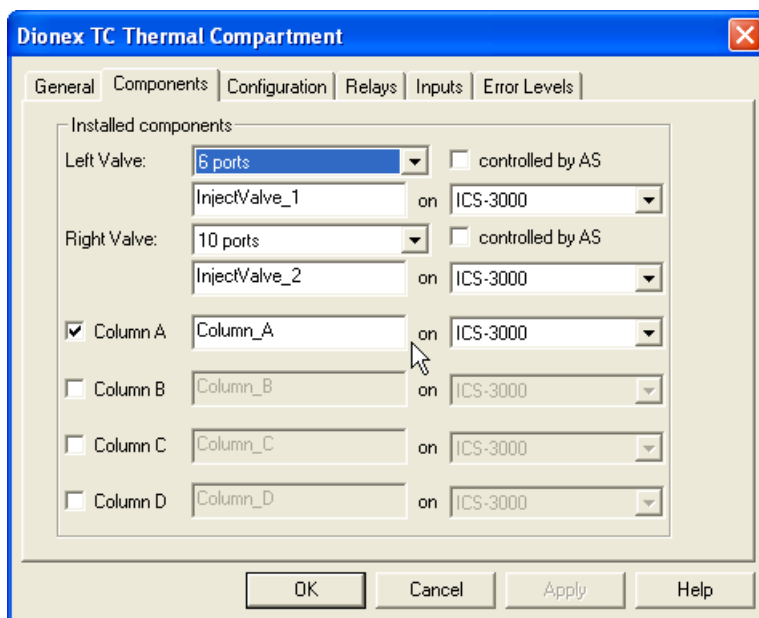 Dionex TC Thermal Compartment
General Components Configuration Relays Inputs Error Levels
Installed components
Left Valve: 6 ports controlled by AS
InjectValve_1 on ICS-3000
Right Valve: 10 ports controlled by AS
InjectValve_2 on ICS-3000
Column A Column_A on ICS-3000
Column B Column_B on ICS-3000
Column C Column_C on ICS-3000
Column D Column_D on ICS-3000
OK Cancel Apply Help